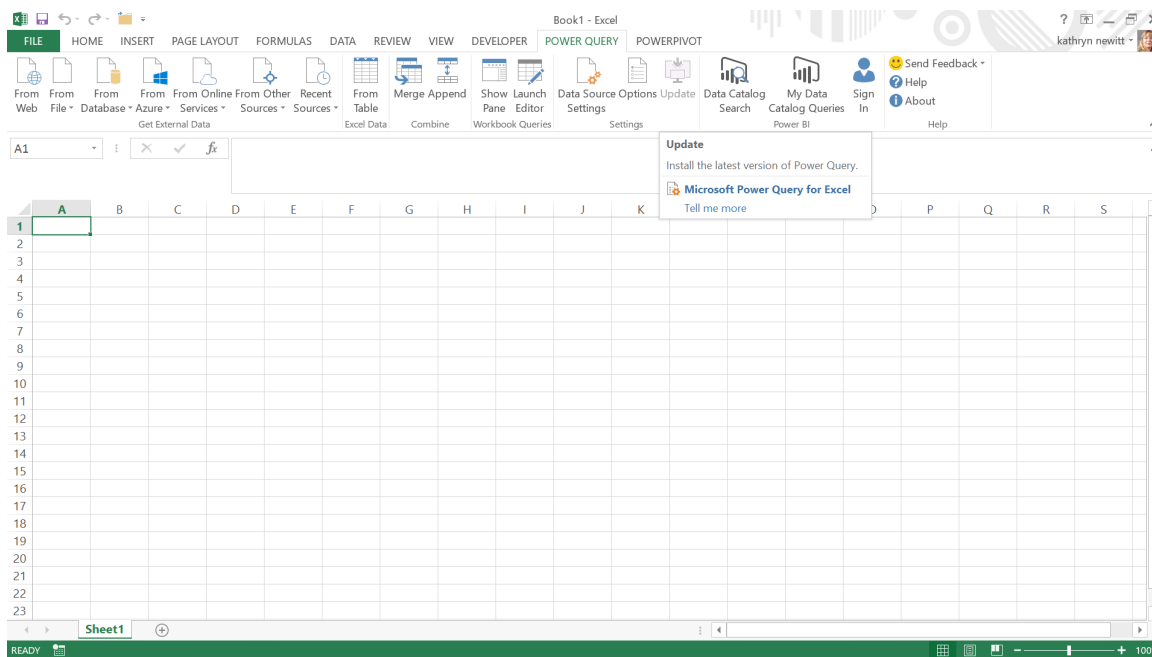 Book1 - Excel
?
FILE HOME INSERT PAGE LAYOUT FORMULAS DATA REVIEW VIEW DEVELOPER POWER QUERY POWERPIVOT kathryn newitt
From Web
From File
From Database
From Azure
From Online Services
From Other Sources
Recent Sources
From Table
Merge Append
Show Pane
Launch Editor
Data Source Settings
Options Update
Data Catalog Search
My Data Catalog Queries
Sign In
Send Feedback
Help
About
Get External Data Excel Data Combine Workbook Queries Settings Power BI Help
A1 fx
Update
Install the latest version of Power Query.
Microsoft Power Query for Excel
Tell me more
A B C D E F G H I J K P Q R S
1
2
3
4
5
6
7
8
9
10
11
12
13
14
15
16
17
18
19
20
21
22
23
Sheet1
READY 100